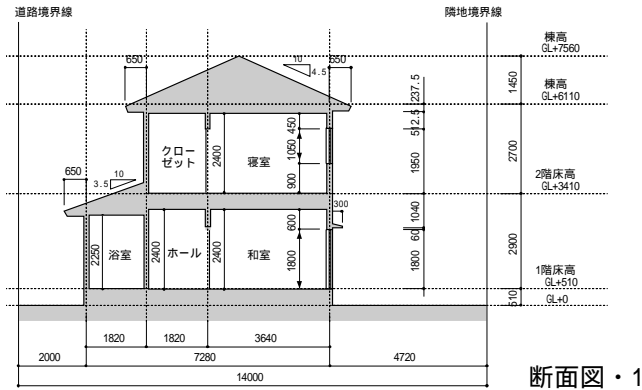 道路境界線
隣地境界線
棟高
GL+7560
650
10
4.5
650
237.5
1450
棟高
GL+6110
512.5
450
クロー
ゼット
2400
寝室
1050
1950
2700
900
650
10
3.5
2階床高
GL+3410
300
600
1040
2250
浴室
2400
ホール
2400
和室
60
2900
1800
1800
1階床高
GL+510
510
GL+0
1820
1820
3640
2000
7280
4720
14000
断面図・1